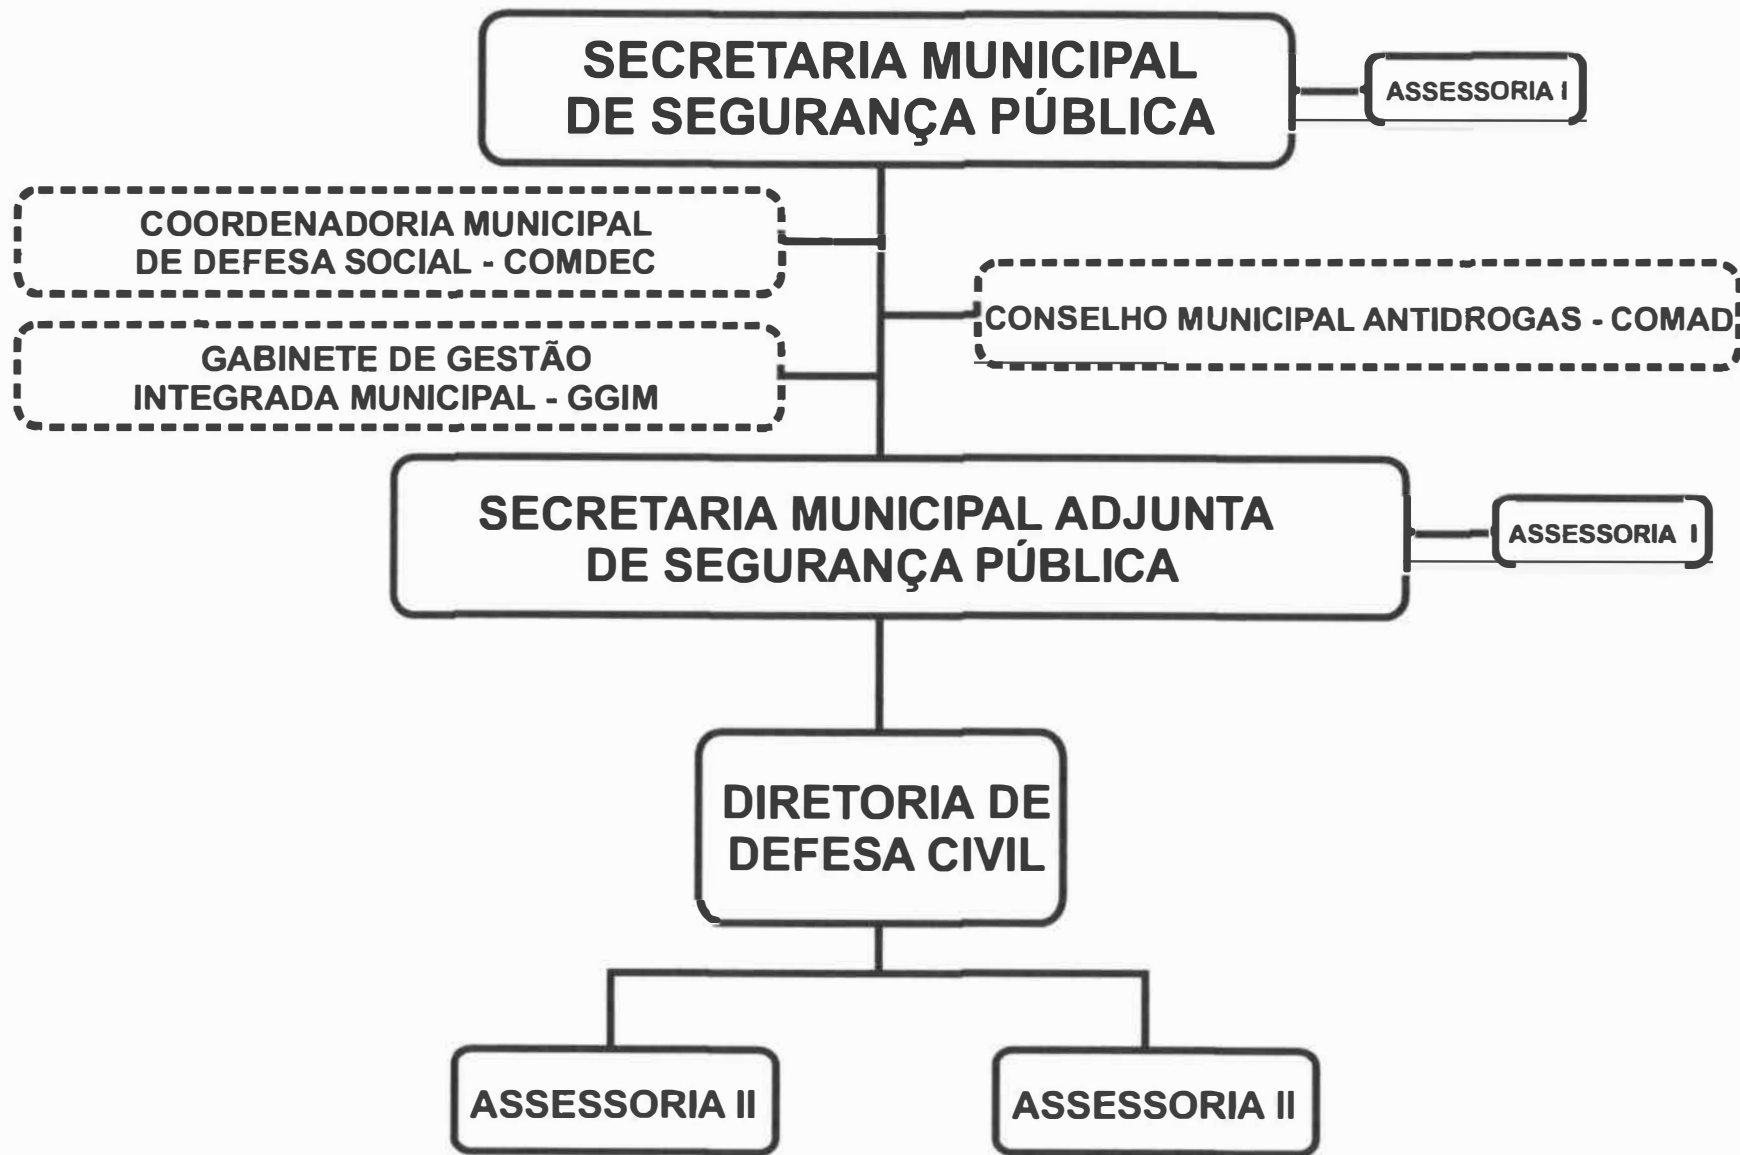 SECRETARIA MUNICIPAL
DE SEGURANÇA PÚBLICA
ASSESSORIA I
COORDENADORIA MUNICIPAL
DE DEFESA SOCIAL - COMDEC
CONSELHO MUNICIPAL ANTIDROGAS - COMAD
GABINETE DE GESTÃO
INTEGRADA MUNICIPAL - GGIM
SECRETARIA MUNICIPAL ADJUNTA
DE SEGURANÇA PÚBLICA
ASSESSORIA I
DIRETORIA DE
DEFESA CIVIL
ASSESSORIA II
ASSESSORIA II